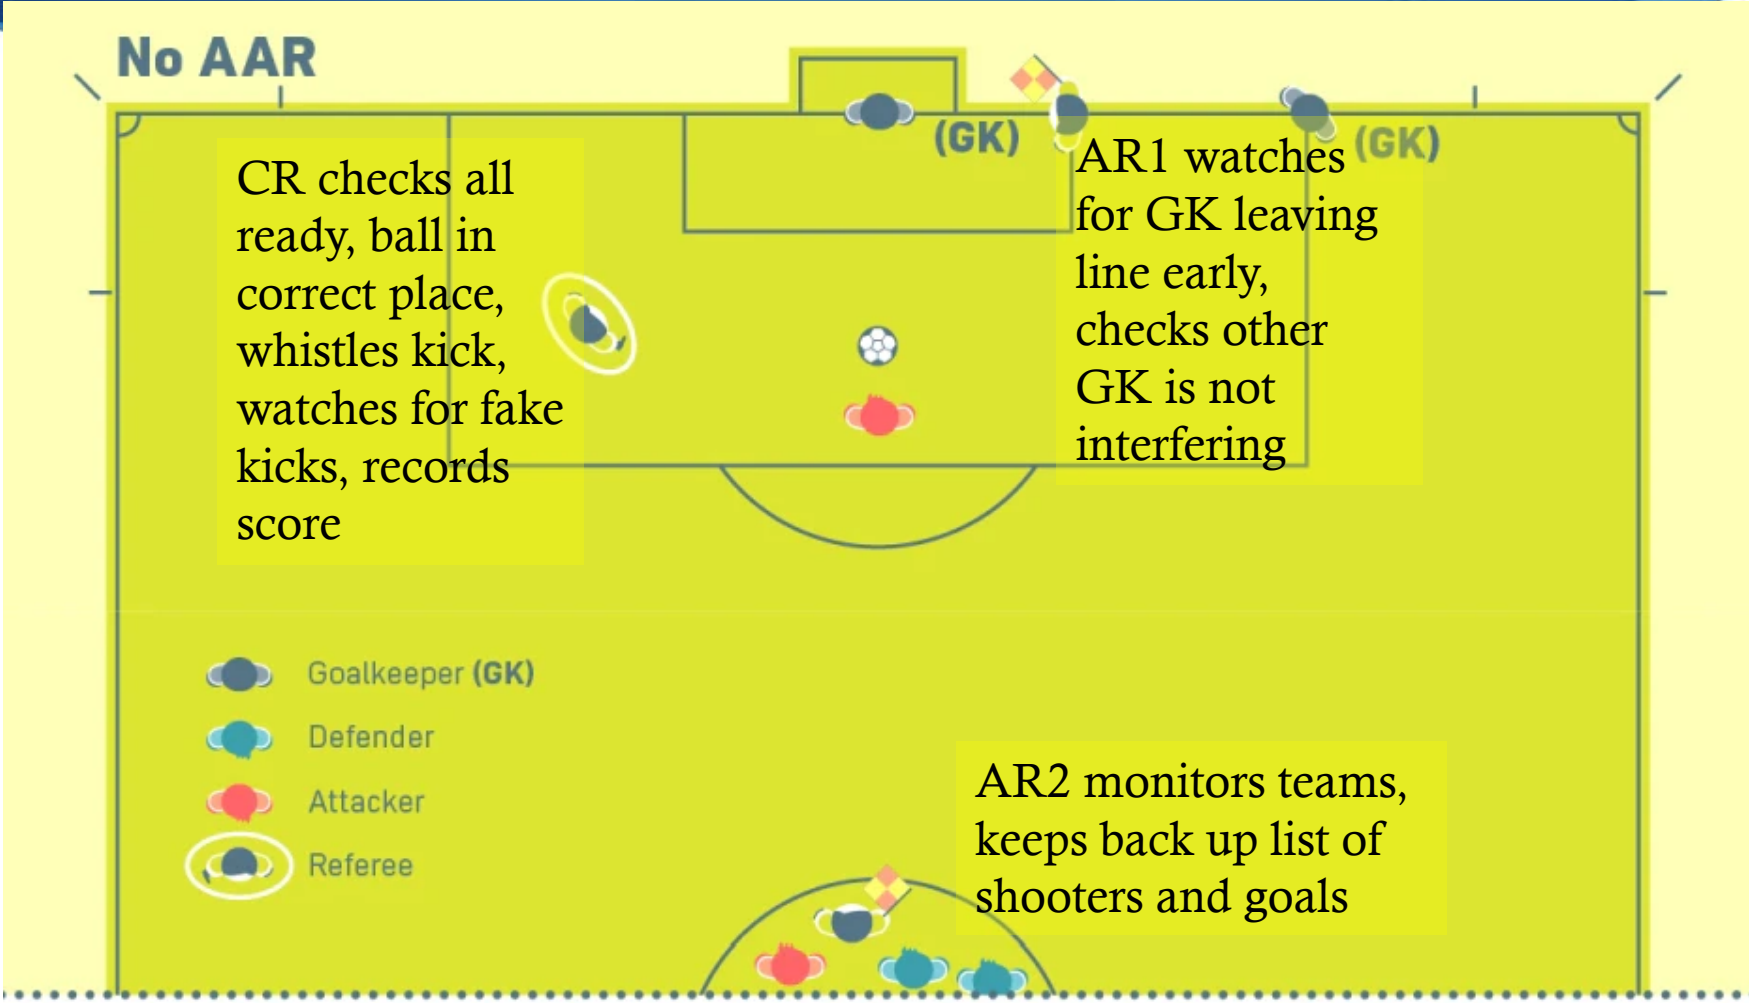 No AAR
(GK)
(GK)
CR checks all
ready, ball in
correct place,
whistles kick,
watches for fake
kicks, records
score
AR1 watches
for GK leaving
line early,
checks other
GK is not
interfering
Goalkeeper (GK)
Defender
Attacker
Referee
AR2 monitors teams,
keeps back up list of
shooters and goals